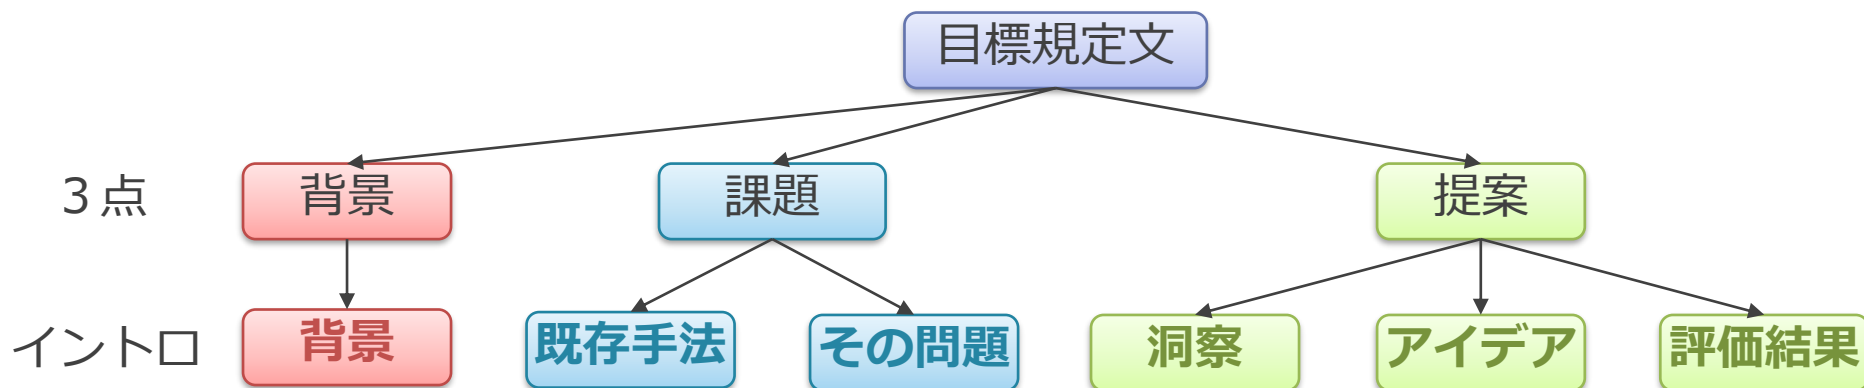 目標規定文
3点
背景
課題
提案
イントロ
背景
既存手法
その問題
洞察
アイデア
評価結果